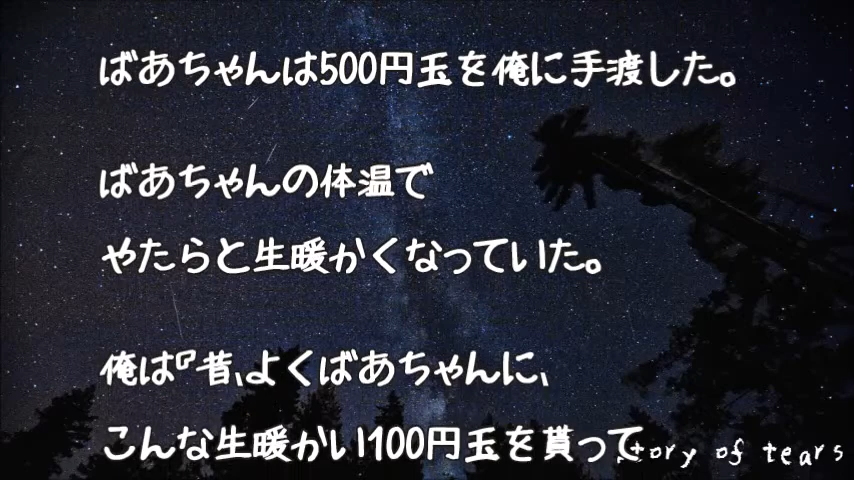 ばあちゃんは500円玉を俺に手渡した。
ばあちゃんの体温で
やたらと生暖かくなっていた。
俺は『昔、よくばあちゃんに、
こんな生暖かい100円玉を貰って
story of tears